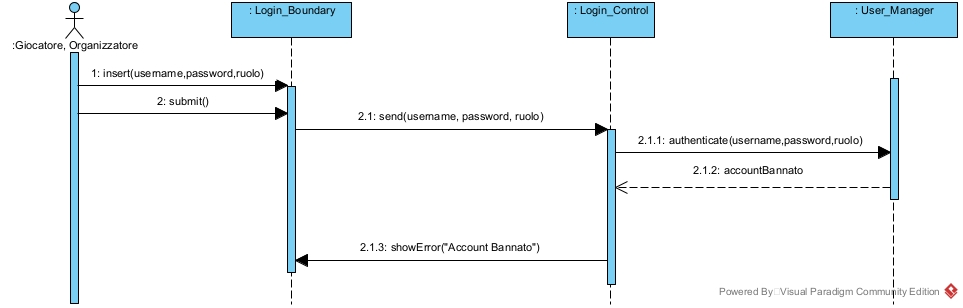 : Login_Boundary
: Login_Control
: User_Manager
:Giocatore, Organizzatore
1: insert(username,password,ruolo)
2: submit()
2.1: send(username, password, ruolo)
2.1.1: authenticate(username,password,ruolo)
2.1.2: accountBannato
2.1.3: showError("Account Bannato")
Powered By Visual Paradigm Community Edition